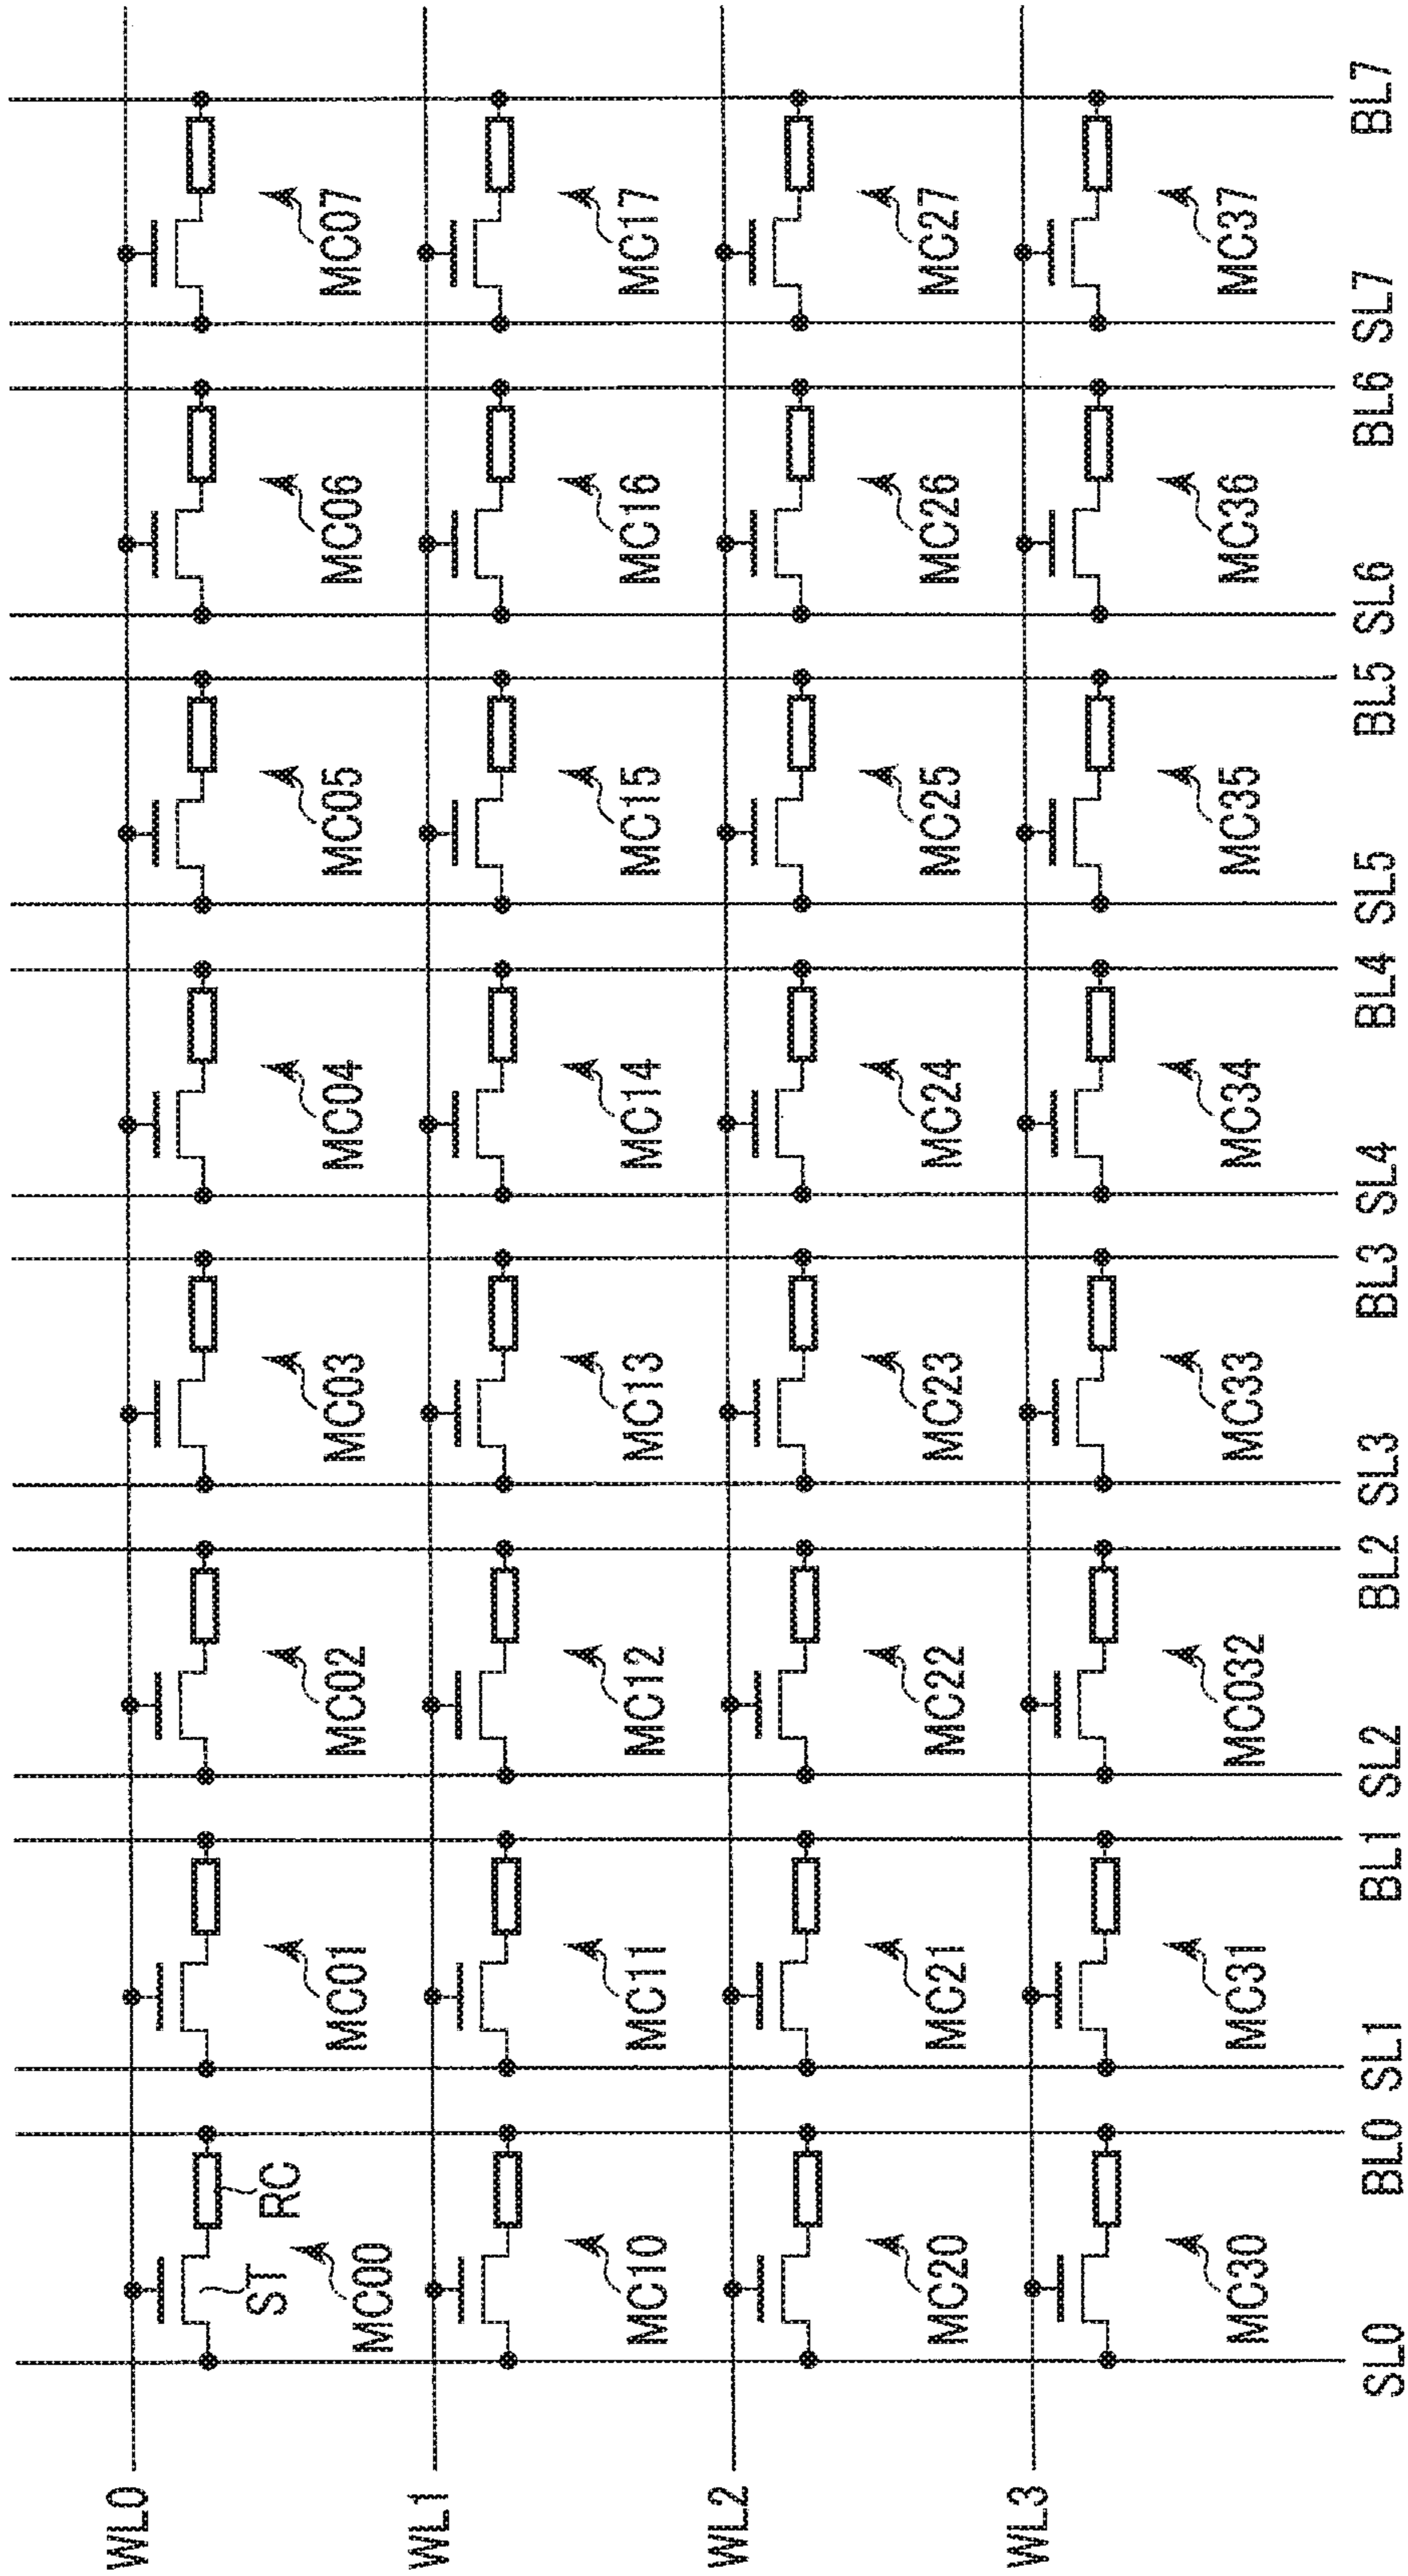 WL0
ST RC
MC00 MC01 MC02 MC03 MC04 MC05 MC06 MC07
WL1
MC10 MC11 MC12 MC13 MC14 MC15 MC16 MC17
WL2
MC20 MC21 MC22 MC23 MC24 MC25 MC26 MC27
WL3
MC30 MC31 MC032 MC33 MC34 MC35 MC36 MC37
SL0 BL0 SL1 BL1 SL2 BL2 SL3 BL3 SL4 BL4 SL5 BL5 SL6 BL6 SL7 BL7